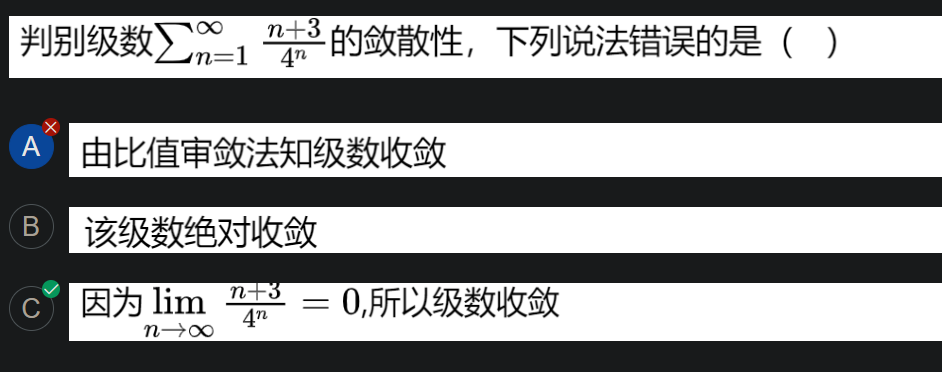 判别级数$\sum_{n=1}^{\infty} \frac{n+3}{4^n}$的敛散性，下列说法错误的是（ ）
A 由比值审敛法知级数收敛
B 该级数绝对收敛
C 因为$\lim_{n \to \infty} \frac{n+3}{4^n} = 0$,所以级数收敛